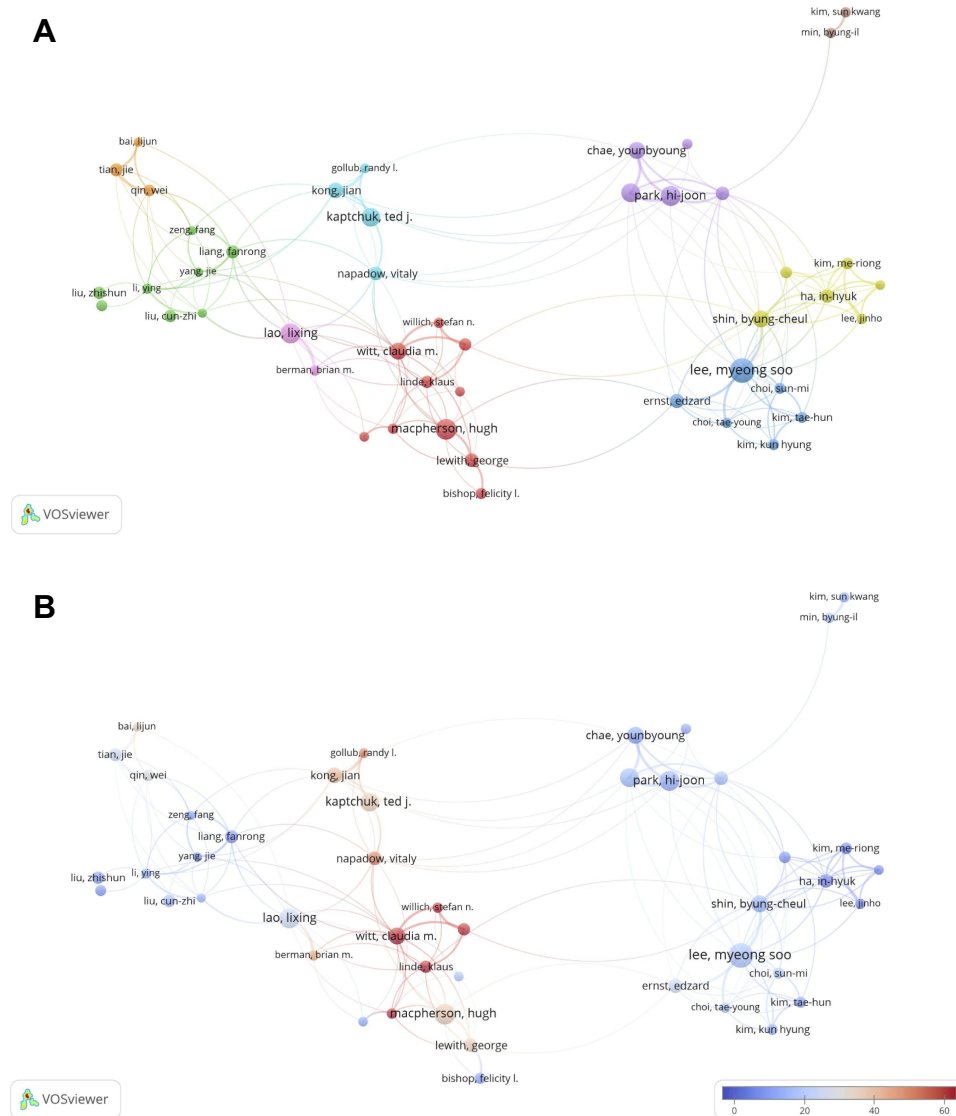 A
kim, sun kwang
min, byung-il
bai, lijun
chae, younbyoung
tian, jie
gollub, randy l.
qin, wei
kong, jian
park, hi-joon
kaptchuk, ted j.
zeng, fang
liang, fanrong
kim, me-riong
yang, jie
napadow, vitaly
li, ying
liu, zhishun
ha, in-hyuk
liu, cun-zhi
willich, stefan n.
shin, byung-cheul
lee, jinho
lao, lixing
witt, claudia m.
berman, brian m.
lee, myeong soo
linde, klaus
choi, sun-mi
ernst, edzard
kim, tae-hun
macpherson, hugh
choi, tae-young
kim, kun hyung
lewith, george
bishop, felicity l.
VOSviewer
B
kim, sun kwang
min, byung-il
bai, lijun
chae, younbyoung
tian, jie
gollub, randy l.
qin, wei
kong, jian
park, hi-joon
kaptchuk, ted j.
zeng, fang
liang, fanrong
kim, me-riong
yang, jie
napadow, vitaly
li, ying
liu, zhishun
ha, in-hyuk
liu, cun-zhi
willich, stefan n.
shin, byung-cheul
lee, jinho
lao, lixing
witt, claudia m.
berman, brian m.
lee, myeong soo
linde, klaus
choi, sun-mi
ernst, edzard
kim, tae-hun
choi, tae-young
macpherson, hugh
kim, kun hyung
lewith, george
bishop, felicity l.
VOSviewer
0 20 40 60